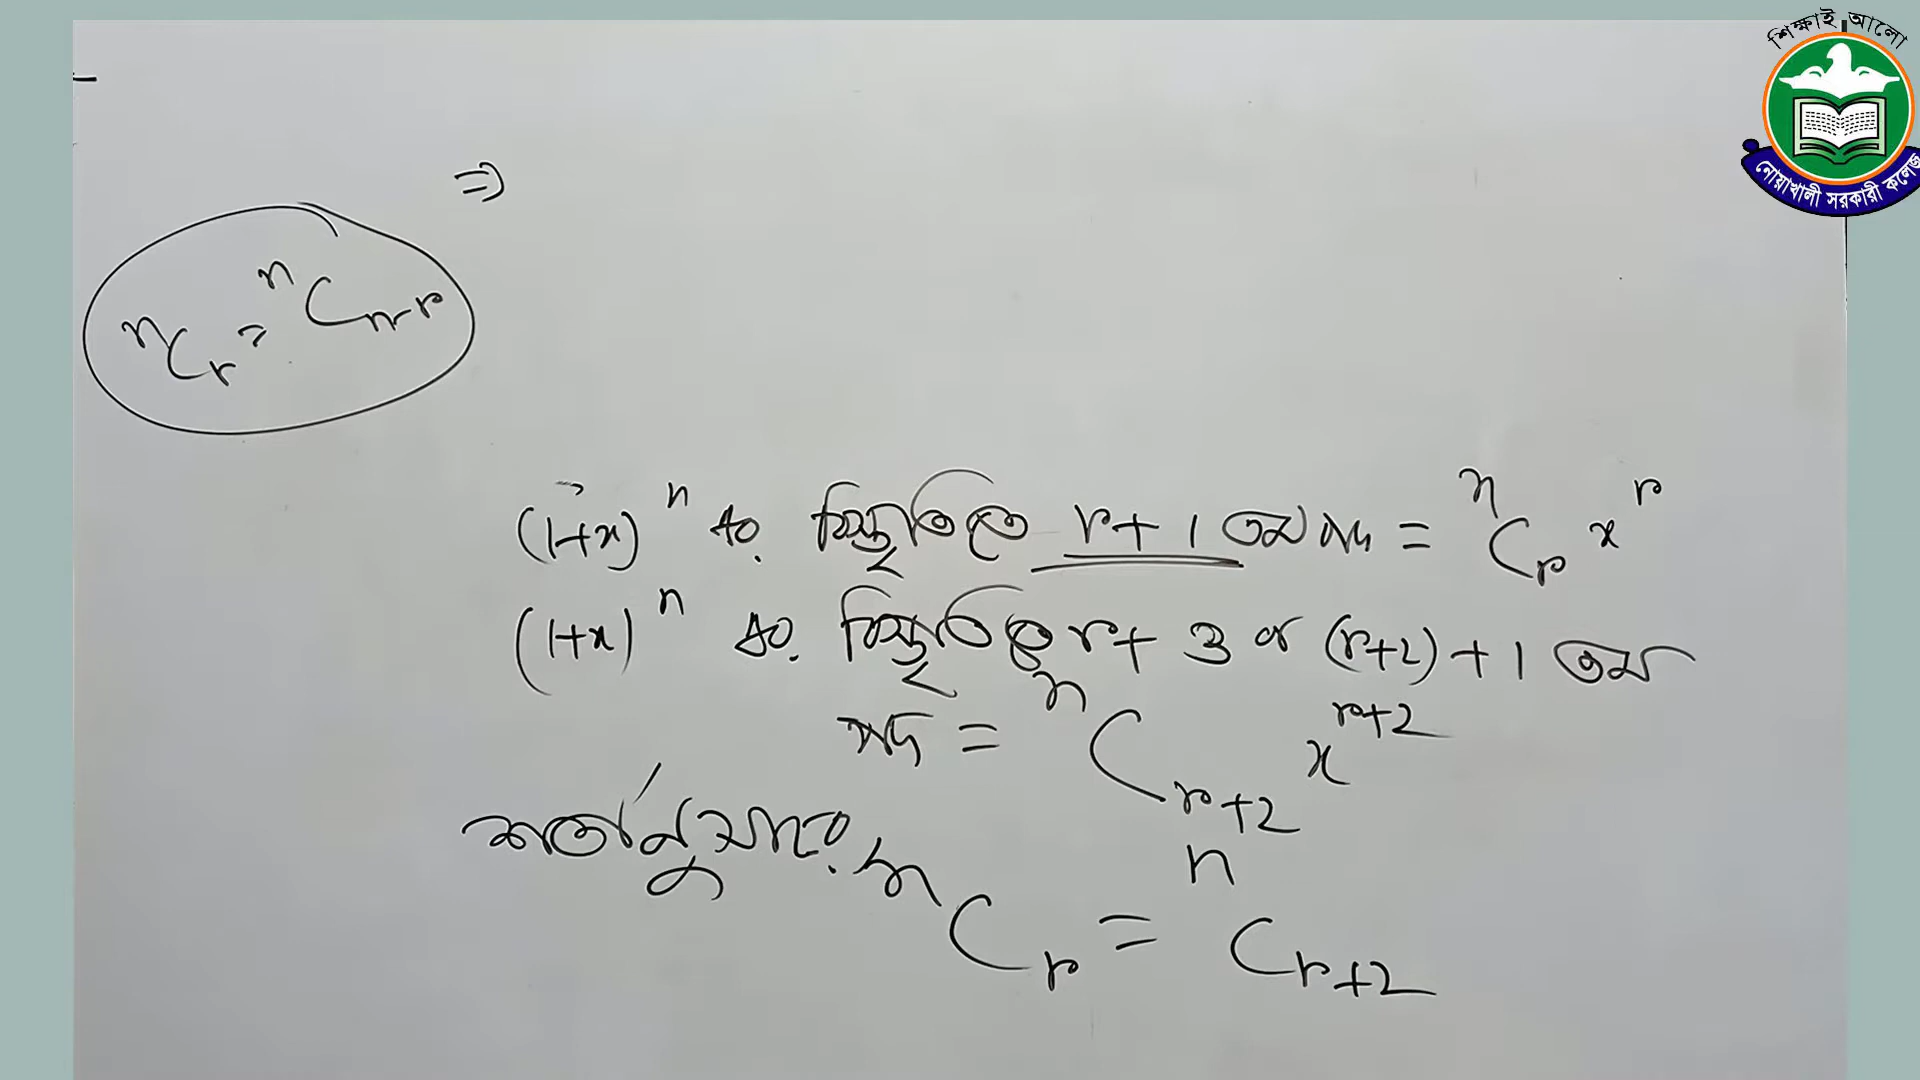 শিক্ষাই আলো
নোয়াখালী সরকারী কলেজ
⇒
ⁿCᵣ = ⁿCₙ₋ᵣ
(1+x)ⁿ এর বিস্তৃতিতে r+1 তম পদ = ⁿCᵣ xʳ
(1+x)ⁿ এর বিস্তৃতিতে r+3 or (r+2)+1 তম
পদ = ⁿCᵣ₊₂ xʳ⁺²
শর্তানুসারে, ⁿCᵣ = ⁿCᵣ₊₂